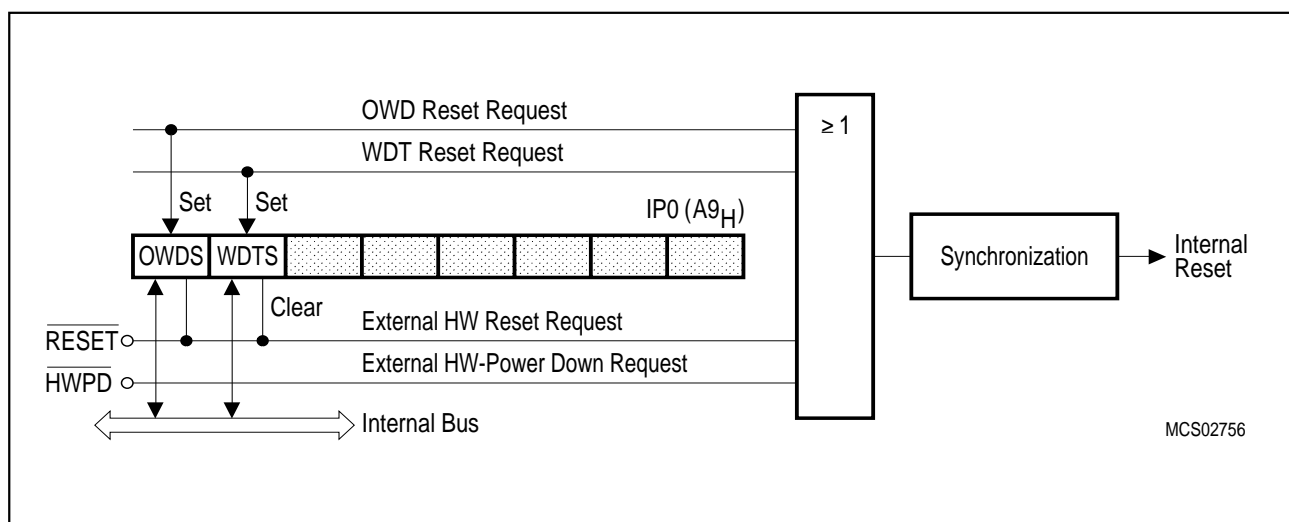 OWD Reset Request
≥ 1
WDT Reset Request
Set
Set
IP0 (A9H)
OWDS
WDTS
Synchronization
Internal
Reset
Clear
External HW Reset Request
RESET
External HW-Power Down Request
HWPD
Internal Bus
MCS02756